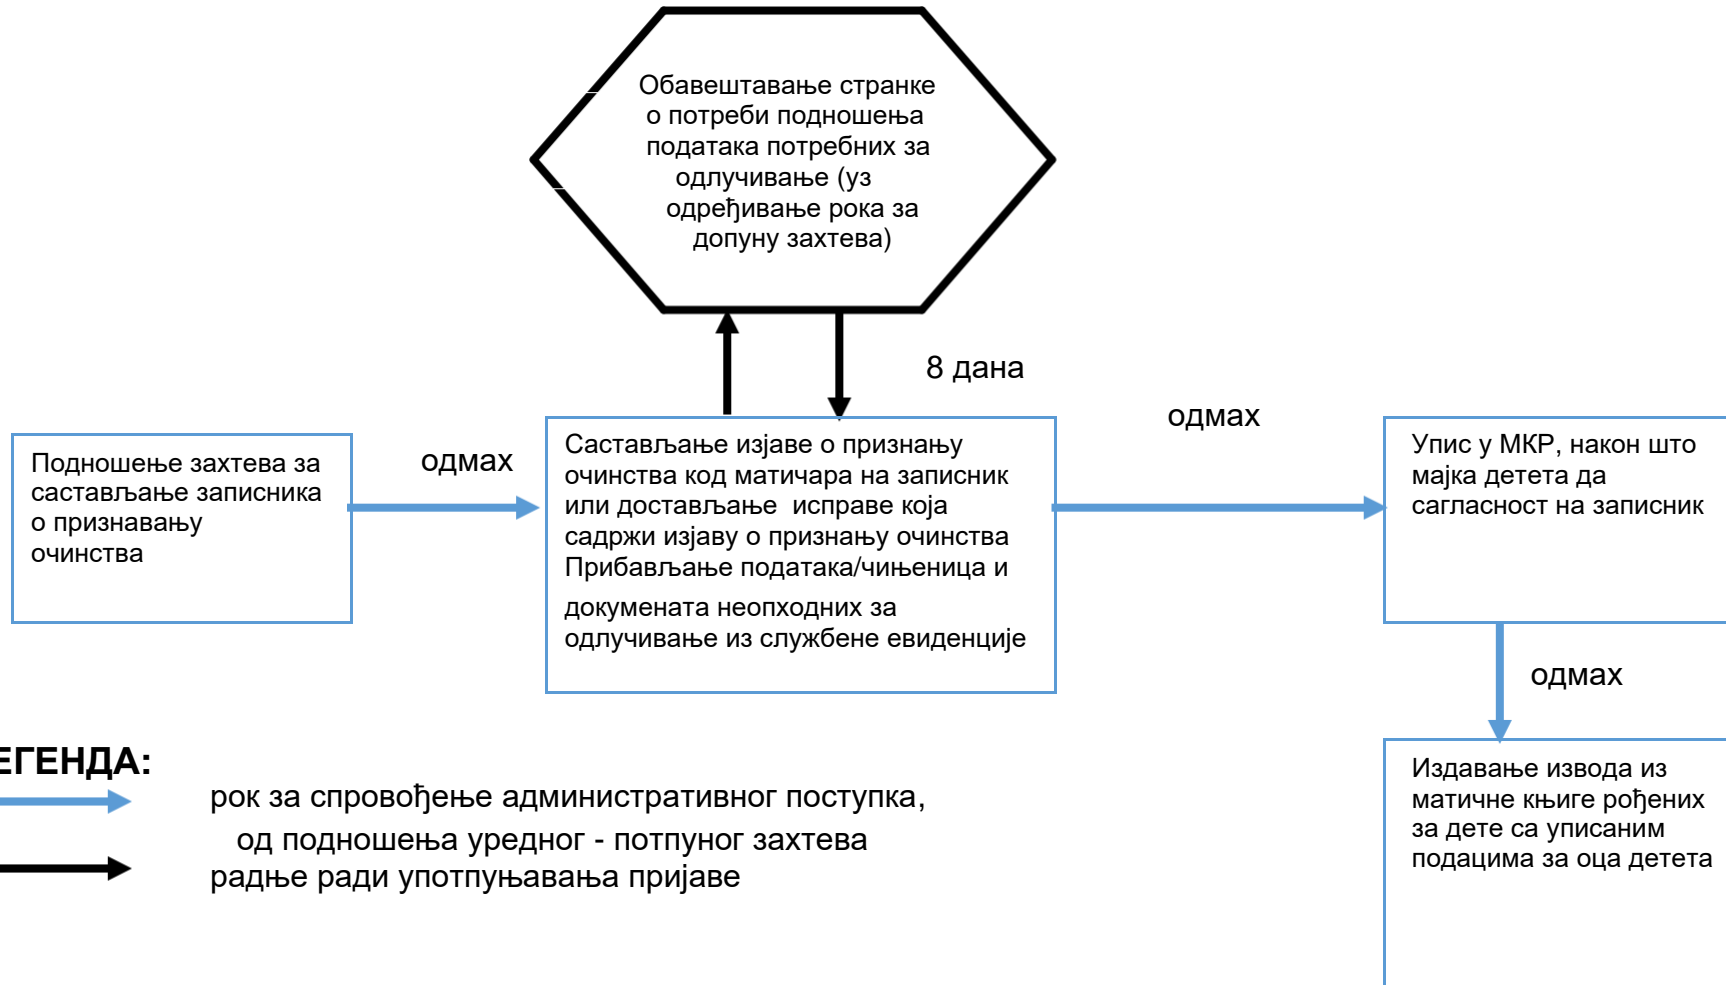 Обавештавање странке
о потреби подношења
података потребних за
одлучивање (уз
одређивање рока за
допуну захтева)
8 дана
одмах
одмах
Подношење захтева за
састављање записника
о признавању
очинства
Састављање изјаве о признању
очинства код матичара на записник
или достављање исправе која
садржи изјаву о признању очинства
Прибављање података/чињеница и
докумената неопходних за
одлучивање из службене евиденције
Упис у МКР, након што
мајка детета да
сагласност на записник
одмах
Издавање извода из
матичне књиге рођених
за дете са уписаним
подацима за оца детета
ЕГЕНДА:
рок за спровођење административног поступка,
од подношења уредног - потпуног захтева
радње ради употпуњавања пријаве